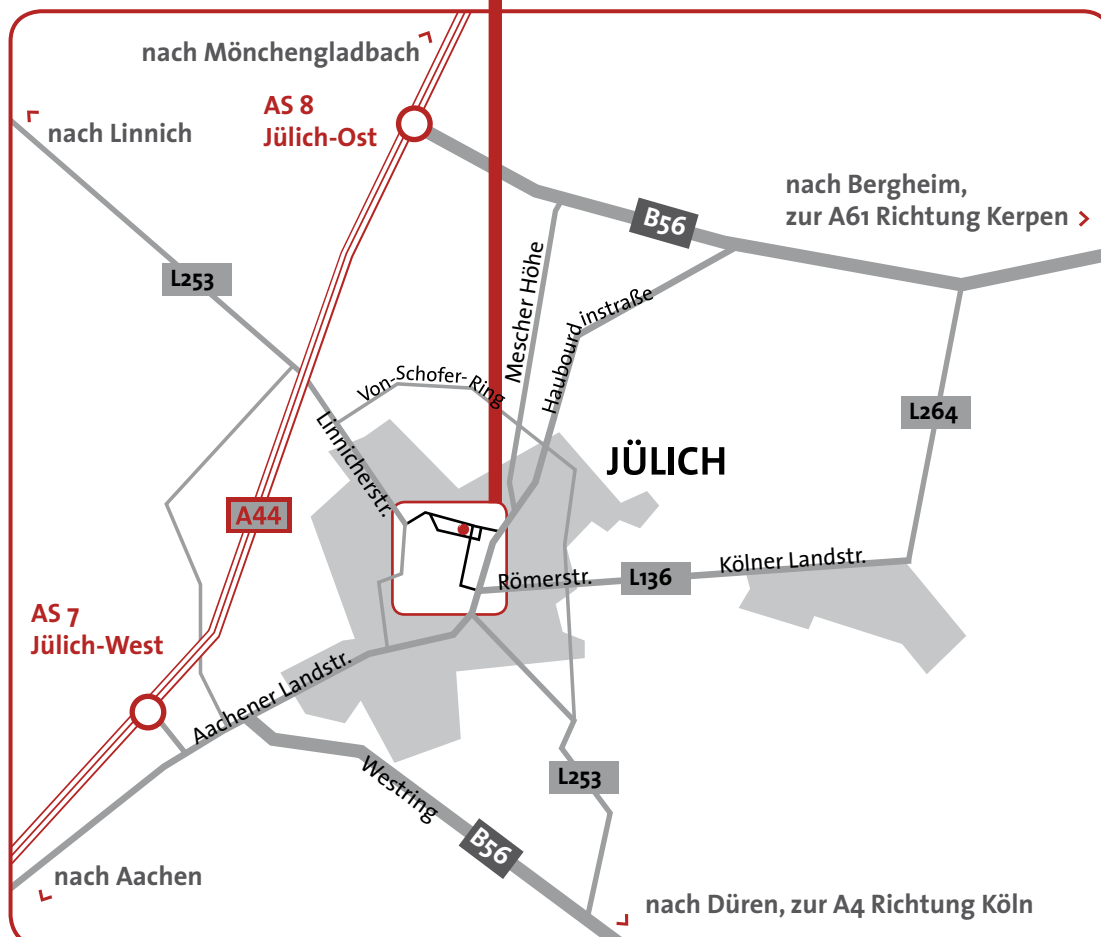 nach Mönchengladbach
AS 8
Jülich-Ost
nach Linnich
nach Bergheim,
zur A61 Richtung Kerpen
B56
L253
Mescher Höhe
Haubourdinstraße
Von-Schofer-Ring
L264
Linnicherstr.
JÜLICH
A44
Kölner Landstr.
Römerstr.
L136
AS 7
Jülich-West
Aachener Landstr.
Westring
L253
B56
nach Aachen
nach Düren, zur A4 Richtung Köln